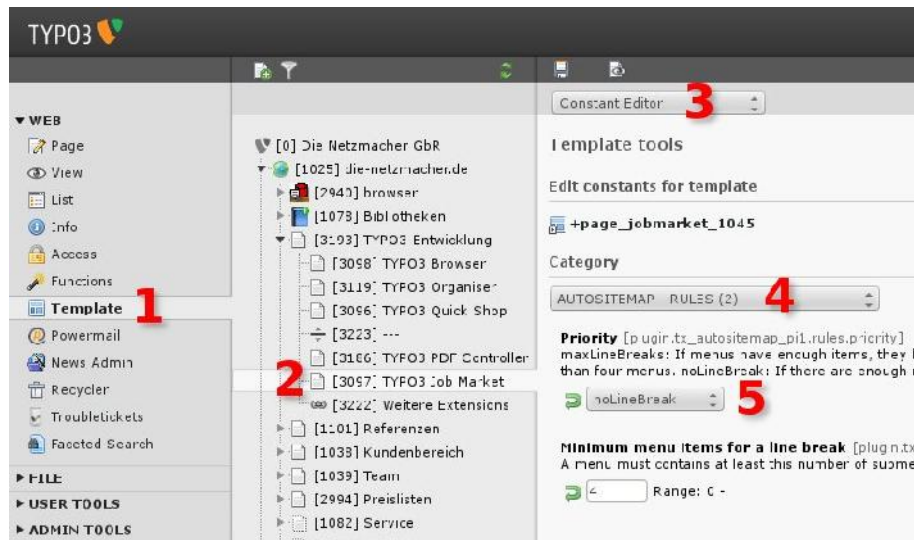 TYPO3
Constant Editor
3
WEB
Page
View
List
Info
Access
Functions
Template
1
Powermail
News Admin
Recycler
Troubletickets
Faceted Search
FILE
USER TOOLS
ADMIN TOOLS
[0] Die Netzmacher GbR
[1025] die-netzmacher.de
[2940] browser
[1078] Bibliotheken
[3193] TYPO3 Entwicklung
[3098] TYPO3 Browser
[3119] TYPO3 Organiser
[3096] TYPO3 Quick Shop
[3223] ---
[3186] TYPO3 PDF Controller
2
[3097] TYPO3 Job Market
[3222] Weitere Extensions
[1101] Referenzen
[1038] Kundenbereich
[1039] Team
[2994] Preislisten
[1082] Service
Template tools
Edit constants for template
+page_jobmarket_1045
Category
AUTOSITEMAP RULES (2)
4
Priority [plugin.tx_autositemap_pi1.rules.priority]
maxLineBreaks: If menus have enough items, they
than four menus. noLineBreak: If there are enough
noLineBreak
5
Minimum menu items for a line break [plugin.tx
A menu must contains at least this number of subme
Range: 0 -